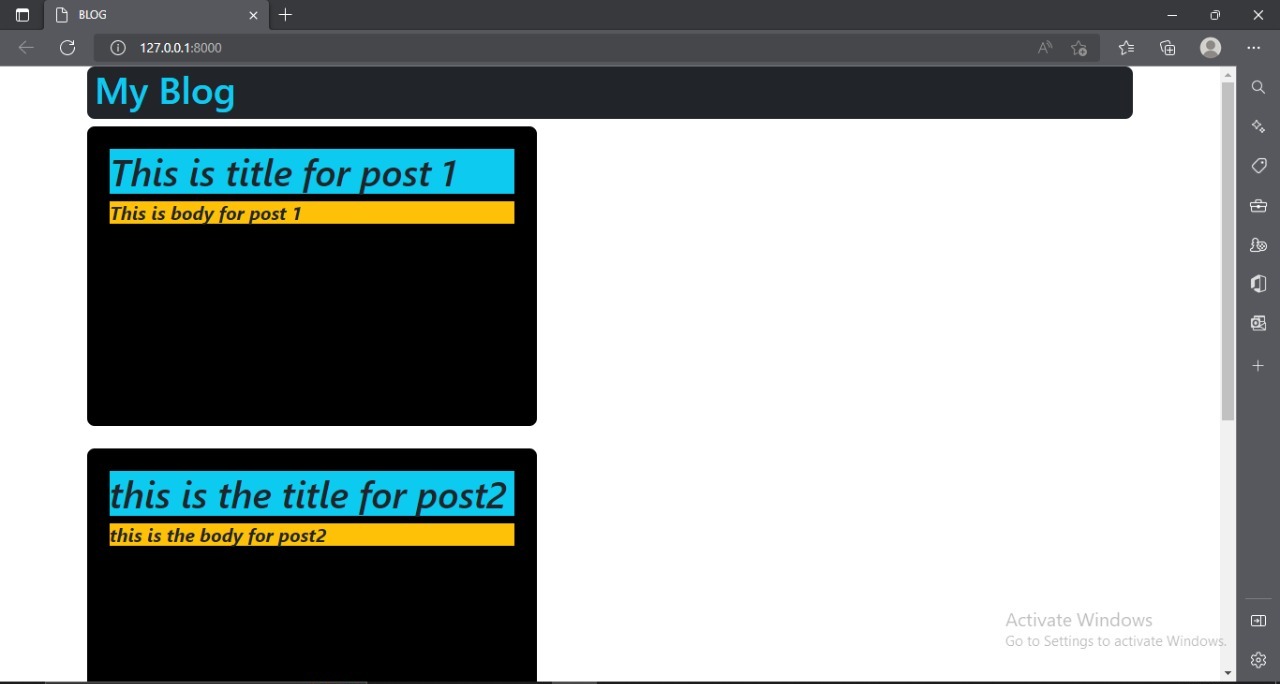 BLOG
127.0.0.1:8000
My Blog
This is title for post 1
This is body for post 1
this is the title for post2
this is the body for post2
Activate Windows
Go to Settings to activate Windows.